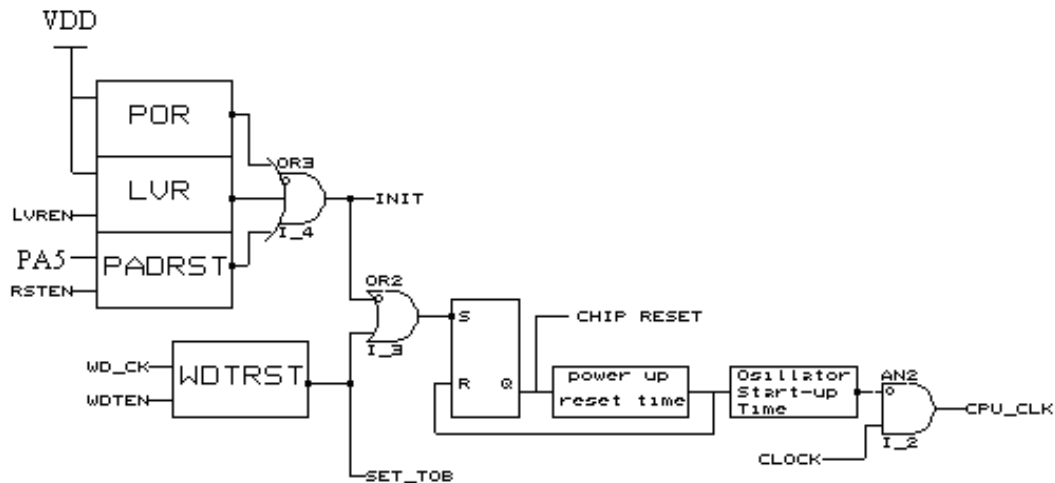 VDD
POR
OR3
LVR
INIT
LVREN
I_4
PA5
PADRST
RSTEN
OR2
S
CHIP RESET
I_3
WD_CK
WDTRST
R
Q
power up
reset time
Osillator
Start-up
Time
AN2
WDTEN
CPU_CLK
I_2
CLOCK
SET_TOB